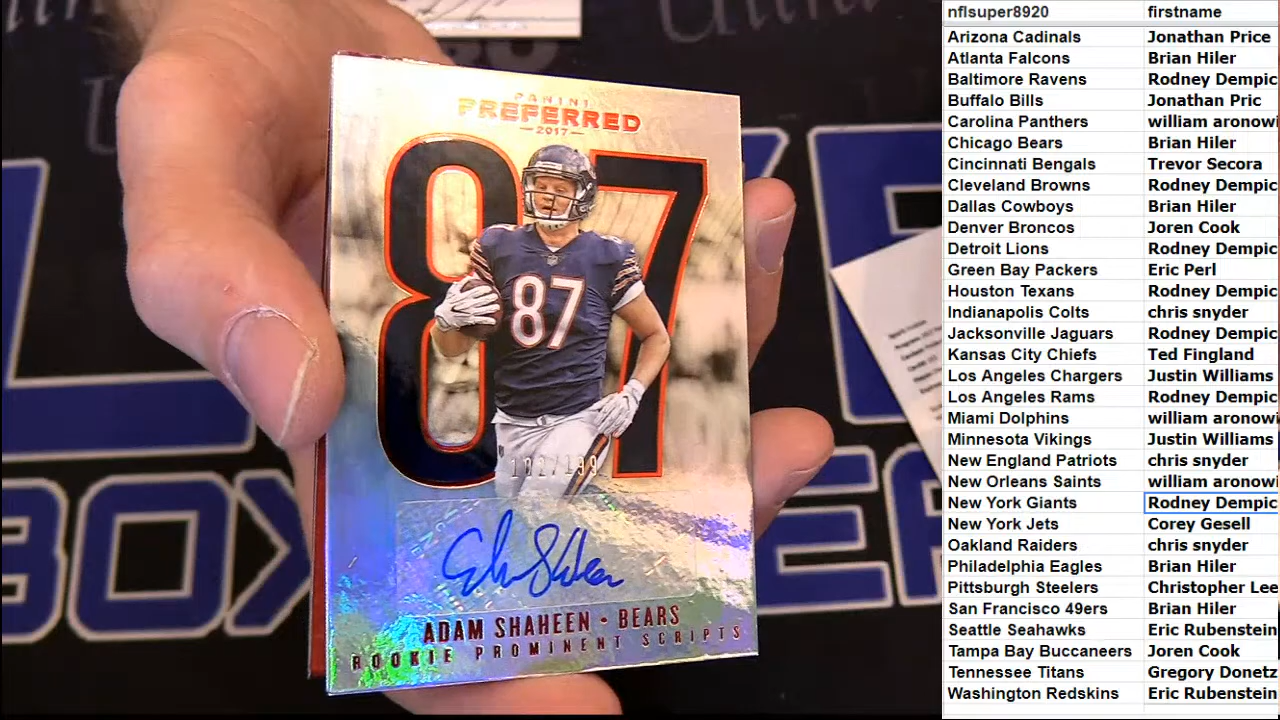 PANINI
PREFERRED
2017
87
87
132/199
ADAM SHAHEEN • BEARS
ROOKIE PROMINENT SCRIPTS
BOX
nflsuper8920 firstname
Arizona Cadinals Jonathan Price
Atlanta Falcons Brian Hiler
Baltimore Ravens Rodney Dempic
Buffalo Bills Jonathan Pric
Carolina Panthers william aronowi
Chicago Bears Brian Hiler
Cincinnati Bengals Trevor Secora
Cleveland Browns Rodney Dempic
Dallas Cowboys Brian Hiler
Denver Broncos Joren Cook
Detroit Lions Rodney Dempic
Green Bay Packers Eric Perl
Houston Texans Rodney Dempic
Indianapolis Colts chris snyder
Jacksonville Jaguars Rodney Dempic
Kansas City Chiefs Ted Fingland
Los Angeles Chargers Justin Williams
Los Angeles Rams Rodney Dempic
Miami Dolphins william aronowi
Minnesota Vikings Justin Williams
New England Patriots chris snyder
New Orleans Saints william aronowi
New York Giants Rodney Dempic
New York Jets Corey Gesell
Oakland Raiders chris snyder
Philadelphia Eagles Brian Hiler
Pittsburgh Steelers Christopher Lee
San Francisco 49ers Brian Hiler
Seattle Seahawks Eric Rubenstein
Tampa Bay Buccaneers Joren Cook
Tennessee Titans Gregory Donetz
Washington Redskins Eric Rubenstein